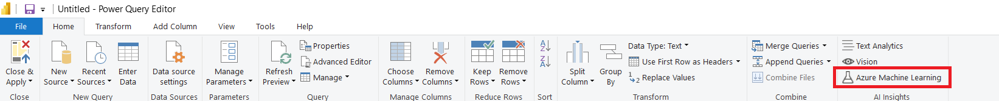 Untitled - Power Query Editor
File Home Transform Add Column View Tools Help
Close & Apply
New Source
Recent Sources
Enter Data
Data source settings
Manage Parameters
Refresh Preview
Properties
Advanced Editor
Manage
Choose Columns
Remove Columns
Keep Rows
Remove Rows
A
Z
Z
A
Split Column
Group By
Data Type: Text
Use First Row as Headers
1
2
Replace Values
Merge Queries
Append Queries
Combine Files
Text Analytics
Vision
Azure Machine Learning
Close New Query Data Sources Parameters Query Manage Columns Reduce Rows Sort Transform Combine AI Insights